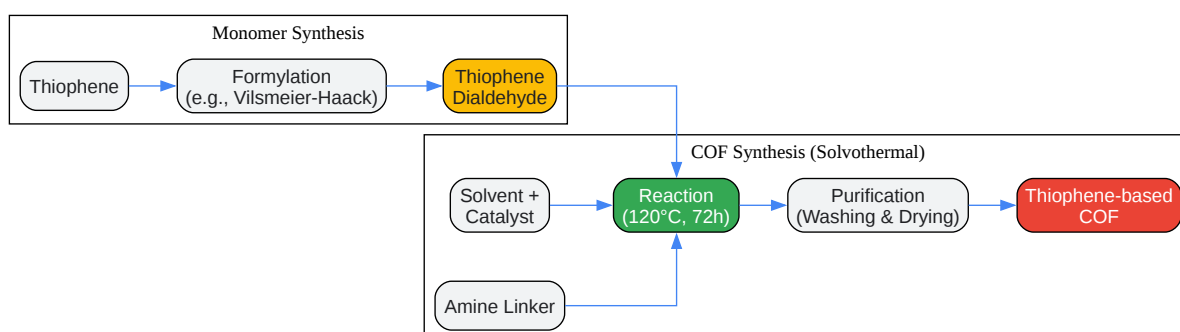 Monomer Synthesis
Thiophene
Formylation
(e.g., Vilsmeier-Haack)
Thiophene
Dialdehyde
COF Synthesis (Solvothermal)
Solvent +
Catalyst
Reaction
(120°C, 72h)
Purification
(Washing & Drying)
Thiophene-based
COF
Amine Linker